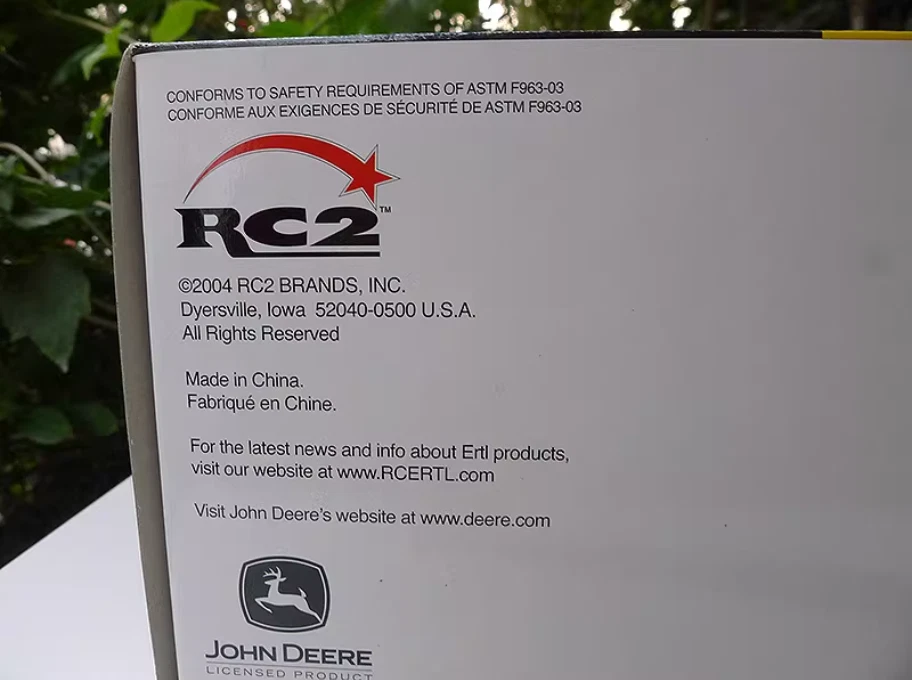 CONFORMS TO SAFETY REQUIREMENTS OF ASTM F963-03
CONFORME AUX EXIGENCES DE SÉCURITÉ DE ASTM F963-03
RC2™
©2004 RC2 BRANDS, INC.
Dyersville, Iowa 52040-0500 U.S.A.
All Rights Reserved
Made in China.
Fabriqué en Chine.
For the latest news and info about Ertl products,
visit our website at www.RCERTL.com
Visit John Deere's website at www.deere.com
JOHN DEERE
LICENSED PRODUCT